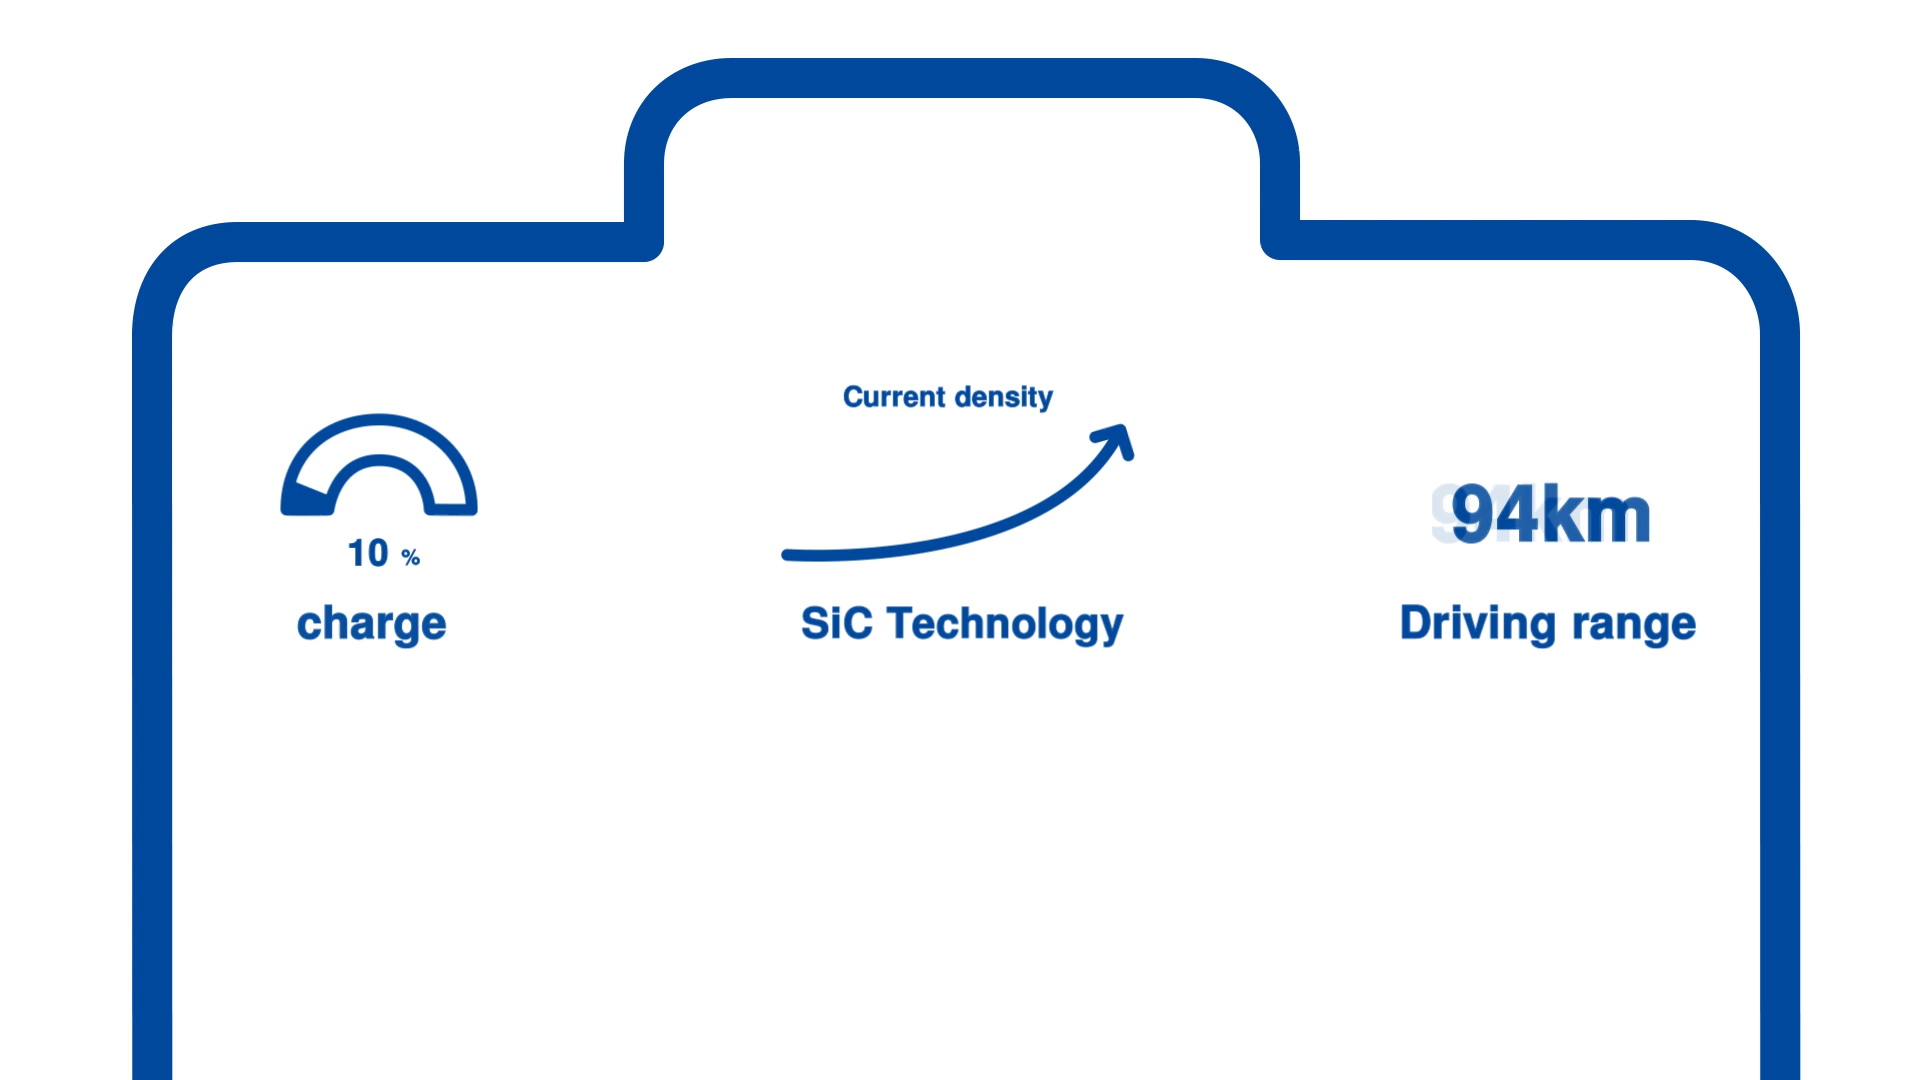 Current density
94km
10 %
charge
SiC Technology
Driving range